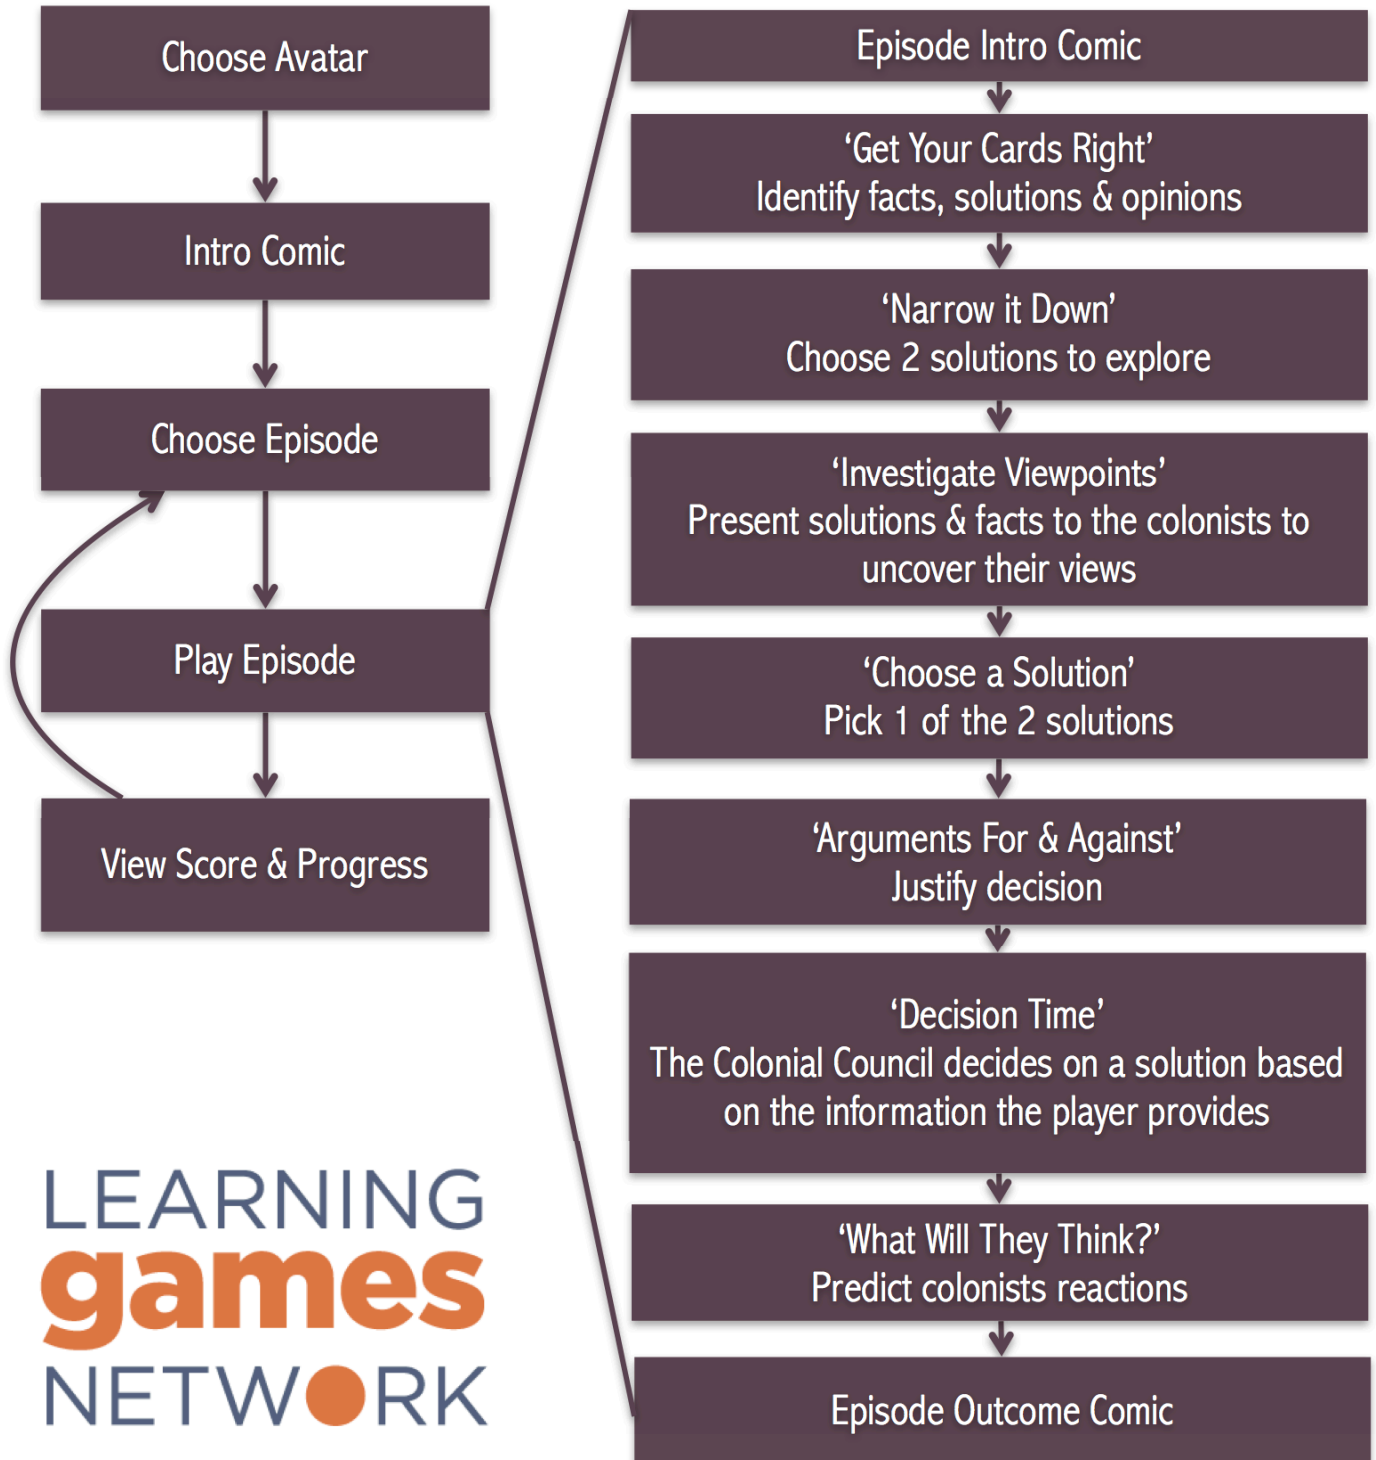 Choose Avatar
Intro Comic
Choose Episode
Play Episode
View Score & Progress
Episode Intro Comic
‘Get Your Cards Right’
Identify facts, solutions & opinions
‘Narrow it Down’
Choose 2 solutions to explore
‘Investigate Viewpoints’
Present solutions & facts to the colonists to
uncover their views
‘Choose a Solution’
Pick 1 of the 2 solutions
‘Arguments For & Against’
Justify decision
‘Decision Time’
The Colonial Council decides on a solution based
on the information the player provides
‘What Will They Think?’
Predict colonists reactions
Episode Outcome Comic
LEARNING
games
NETWORK